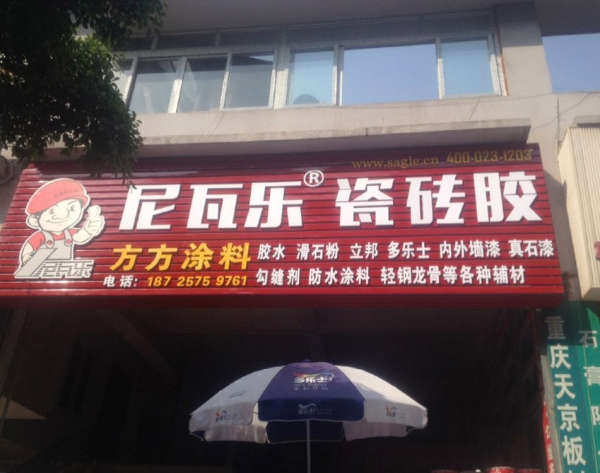 www.sagle.cn 400-023-1203
尼瓦乐® 瓷砖胶
尼瓦乐
方方涂料
胶水 滑石粉 立邦 多乐士 内外墙漆 真石漆
电话: 187 2575 9761
勾缝剂 防水涂料 轻钢龙骨等各种辅材
多乐士
重庆天京板
石膏